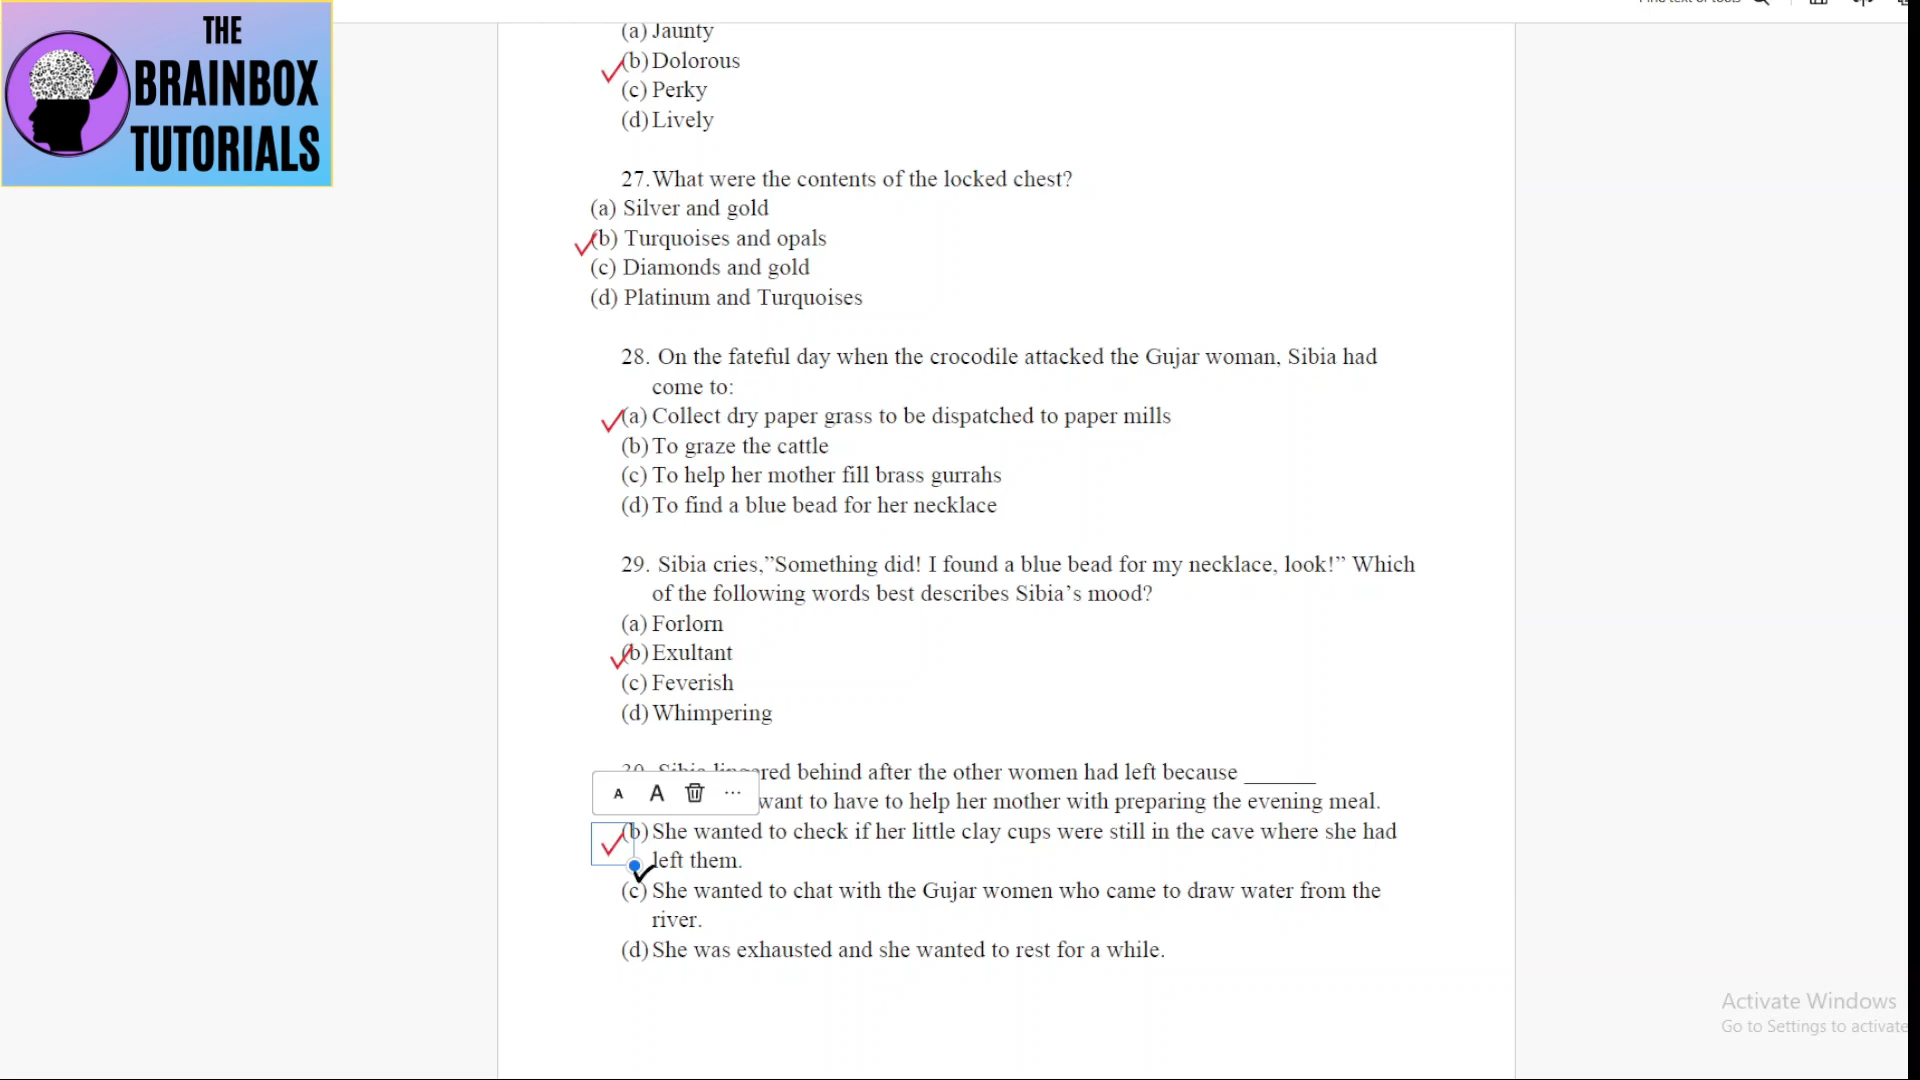 THE
BRAINBOX
TUTORIALS
(a) Jaunty
(b) Dolorous
(c) Perky
(d) Lively
27. What were the contents of the locked chest?
(a) Silver and gold
(b) Turquoises and opals
(c) Diamonds and gold
(d) Platinum and Turquoises
28. On the fateful day when the crocodile attacked the Gujar woman, Sibia had
come to:
(a) Collect dry paper grass to be dispatched to paper mills
(b) To graze the cattle
(c) To help her mother fill brass gurrahs
(d) To find a blue bead for her necklace
29. Sibia cries,”Something did! I found a blue bead for my necklace, look!” Which
of the following words best describes Sibia’s mood?
(a) Forlorn
(b) Exultant
(c) Feverish
(d) Whimpering
30. Sibia lingered behind after the other women had left because ______
A A ...
want to have to help her mother with preparing the evening meal.
(b) She wanted to check if her little clay cups were still in the cave where she had
left them.
(c) She wanted to chat with the Gujar women who came to draw water from the
river.
(d) She was exhausted and she wanted to rest for a while.
Activate Windows
Go to Settings to activate